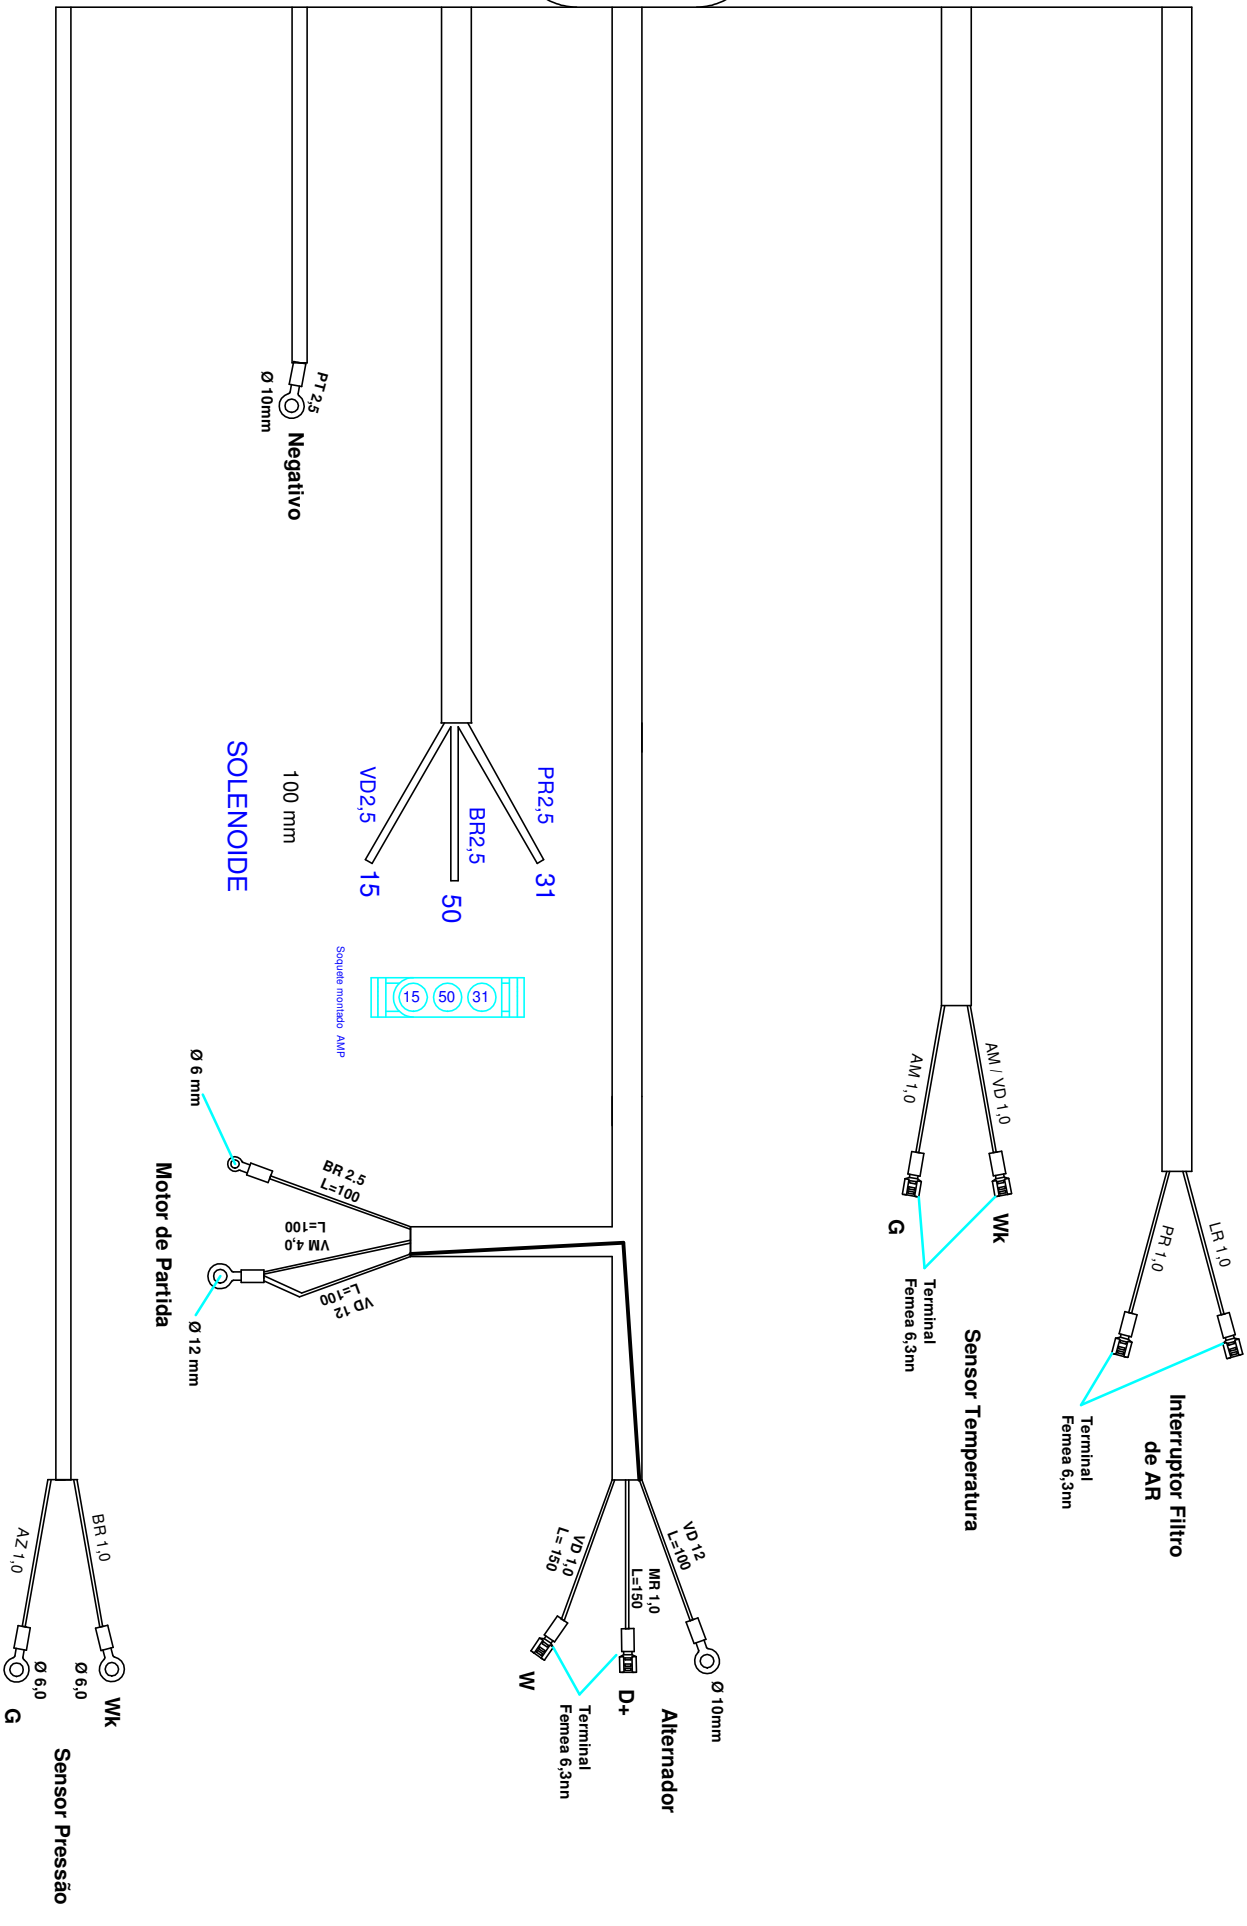 LR 1,0
PR 1,0
Terminal
Femea 6,3nn
Interruptor Filtro
de AR
AM / VD 1,0
AM 1,0
Wk
G
Terminal
Femea 6,3nn
Sensor Temperatura
VD 12
L=100
MR 1,0
L=150
VD 1,0
L= 150
Ø 10mm
D+
W
Terminal
Femea 6,3nn
Alternador
PR2,5
BR2,5
VD2,5
31
50
15
100 mm
SOLENOIDE
15 50 31
Soquete montado AMP
BR 2.5
L=100
VM 4,0
L=100
VD 12
L=100
Ø 6 mm
Ø 12 mm
Motor de Partida
PT 2,5
Ø 10mm
Negativo
BR 1,0
AZ 1,0
Ø 6,0
Ø 6,0
Wk
G
Sensor Pressão